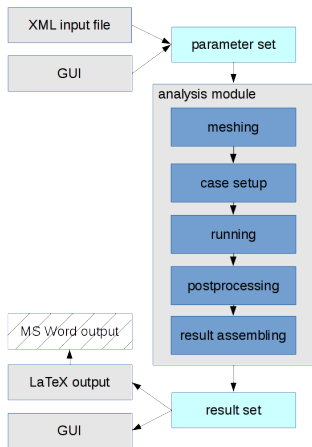 XML input file
GUI
parameter set
analysis module
meshing
case setup
running
postprocessing
result assembling
MS Word output
LaTeX output
GUI
result set